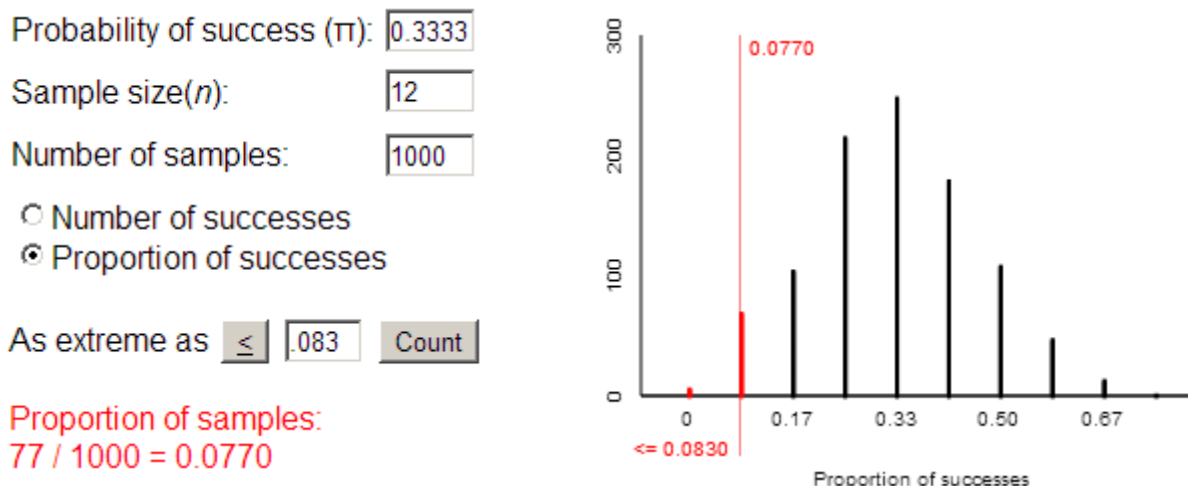 Probability of success (π): 0.3333
Sample size(n): 12
Number of samples: 1000
Number of successes
Proportion of successes
As extreme as ≤ .083 Count
Proportion of samples:
77 / 1000 = 0.0770
300
200
100
0
0.0770
0 0.17 0.33 0.50 0.67
<= 0.0830
Proportion of successes